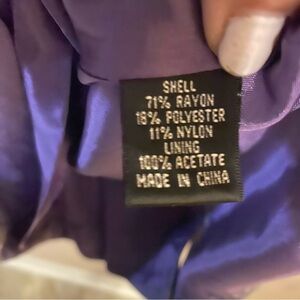 SHELL
71% RAYON
18% POLYESTER
11% NYLON
LINING
100% ACETATE
MADE IN CHINA